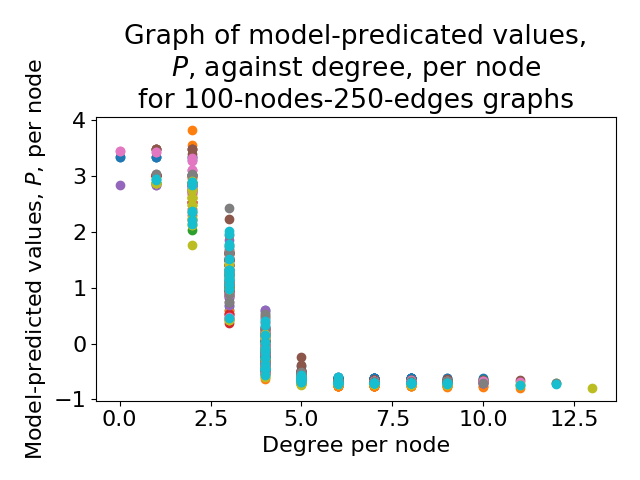 Graph of model-predicated values,
P, against degree, per node
for 100-nodes-250-edges graphs
Model-predicted values, P, per node
4
3
2
1
0
−1
0.0 2.5 5.0 7.5 10.0 12.5
Degree per node